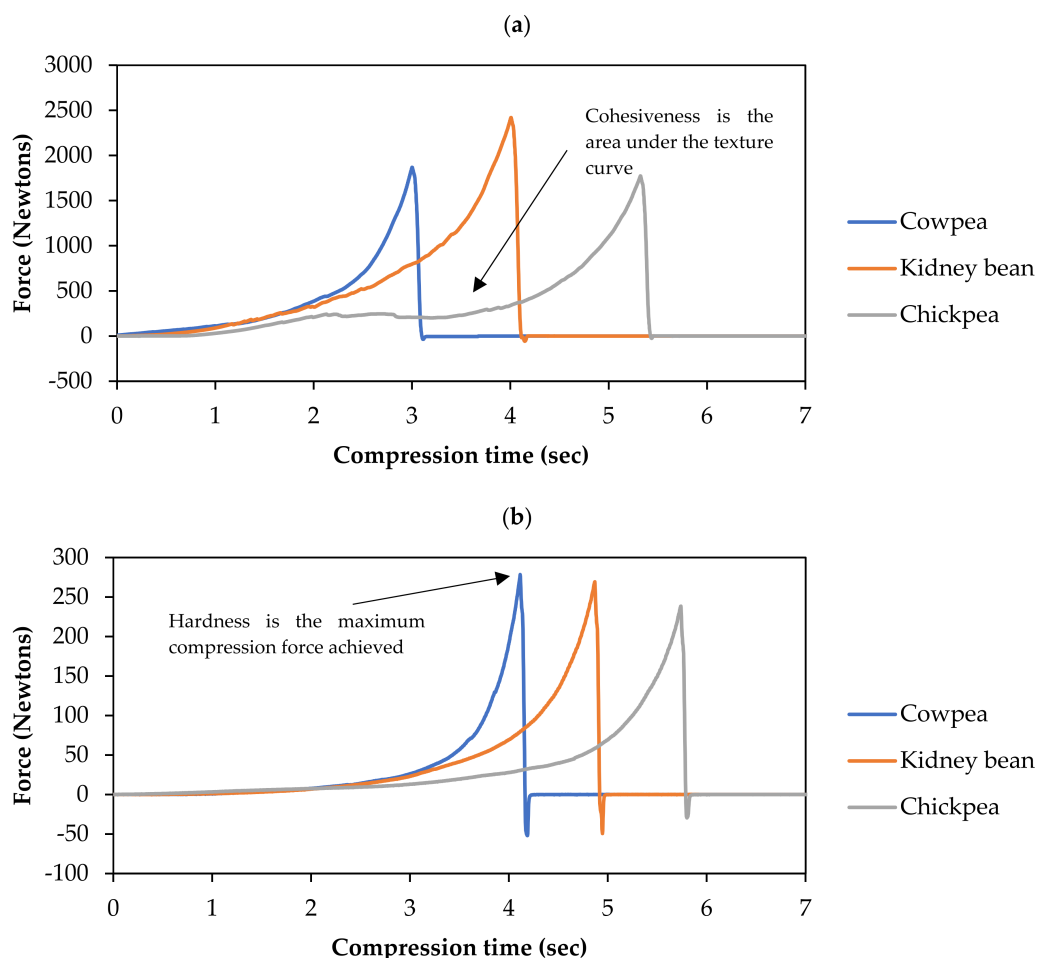 (a)
3000
2500
2000
1500
1000
500
0
-500
Force (Newtons)
Cohesiveness is the
area under the texture
curve
Cowpea
Kidney bean
Chickpea
0 1 2 3 4 5 6 7
Compression time (sec)
(b)
300
250
200
150
100
50
0
-50
-100
Force (Newtons)
Hardness is the maximum
compression force achieved
Cowpea
Kidney bean
Chickpea
0 1 2 3 4 5 6 7
Compression time (sec)